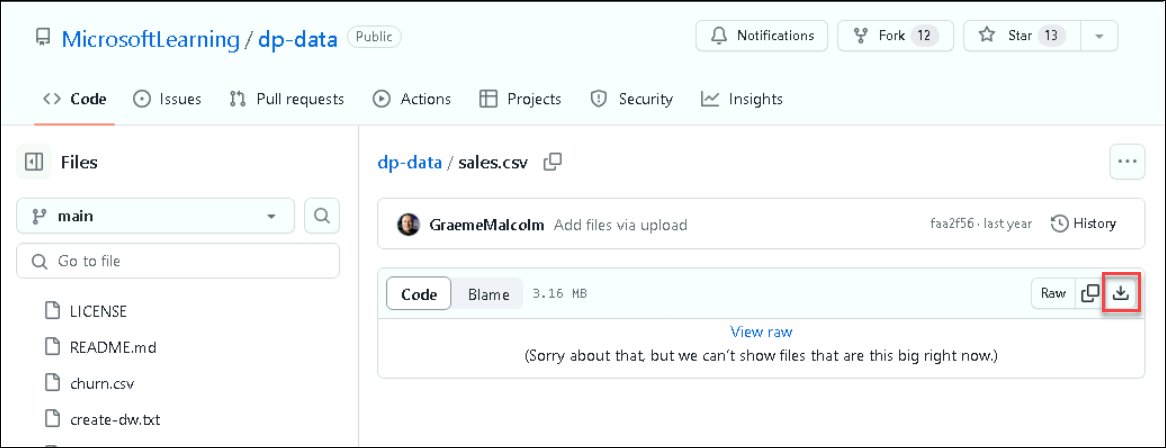 MicrosoftLearning / dp-data Public
Notifications Fork 12 Star 13
Code Issues Pull requests Actions Projects Security Insights
Files
main
Go to file
LICENSE
README.md
churn.csv
create-dw.txt
dp-data / sales.csv
GraemeMalcolm Add files via upload faa2f56 · last year History
Code Blame 3.16 MB Raw
View raw
(Sorry about that, but we can't show files that are this big right now.)